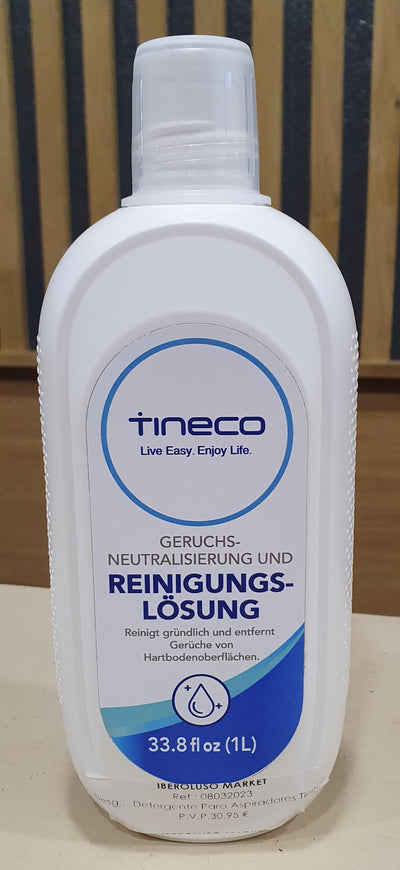 tineco
Live Easy. Enjoy Life.
GERUCHS-
NEUTRALISIERUNG UND
REINIGUNGS-
LÖSUNG
Reinigt gründlich und entfernt
Gerüche von
Hartbodenoberflächen.
33.8 fl oz (1L)
IBEROLUSO MARKET
Ref.: 08032023
Desg.: Detergente Para Aspiradores Tinec
P.V.P 30,95 €